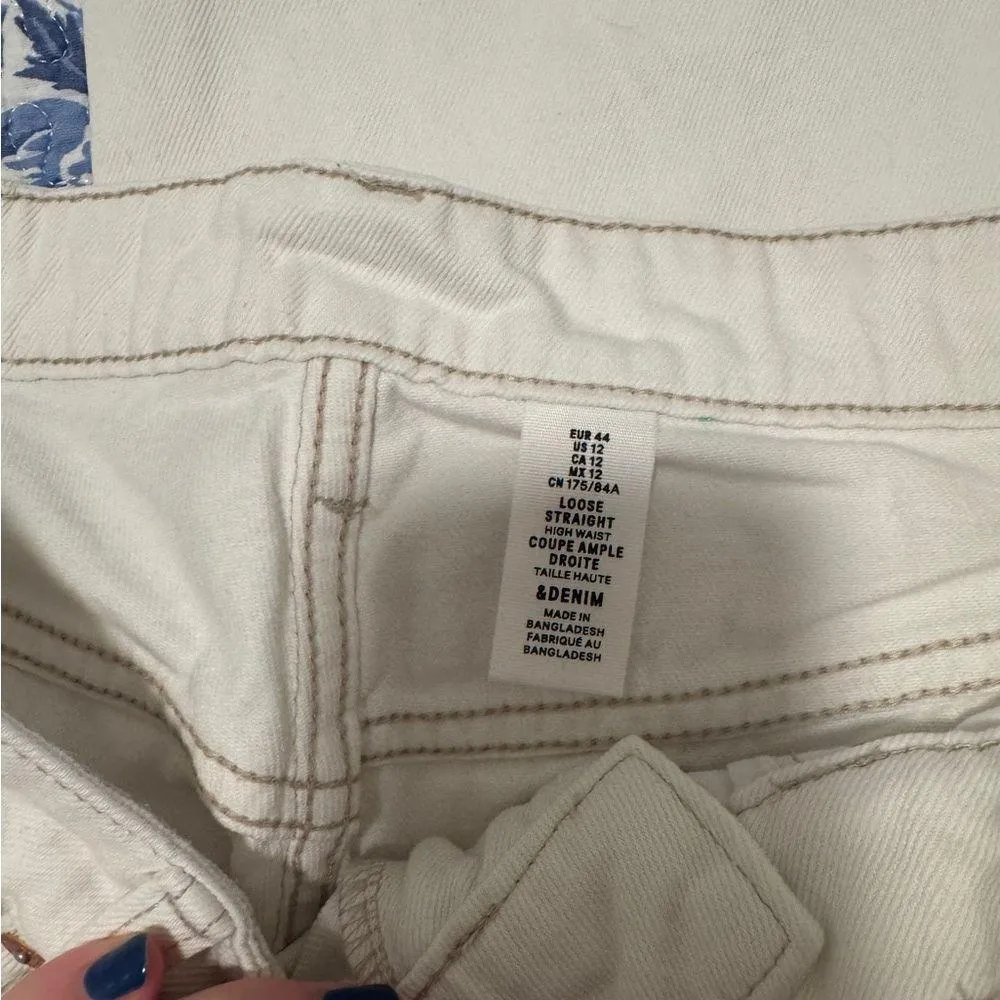 EUR 44
US 12
CA 12
MX 12
CN 175/84A
LOOSE
STRAIGHT
HIGH WAIST
COUPE AMPLE
DROITE
TAILLE HAUTE
&DENIM
MADE IN
BANGLADESH
FABRIQUÉ AU
BANGLADESH